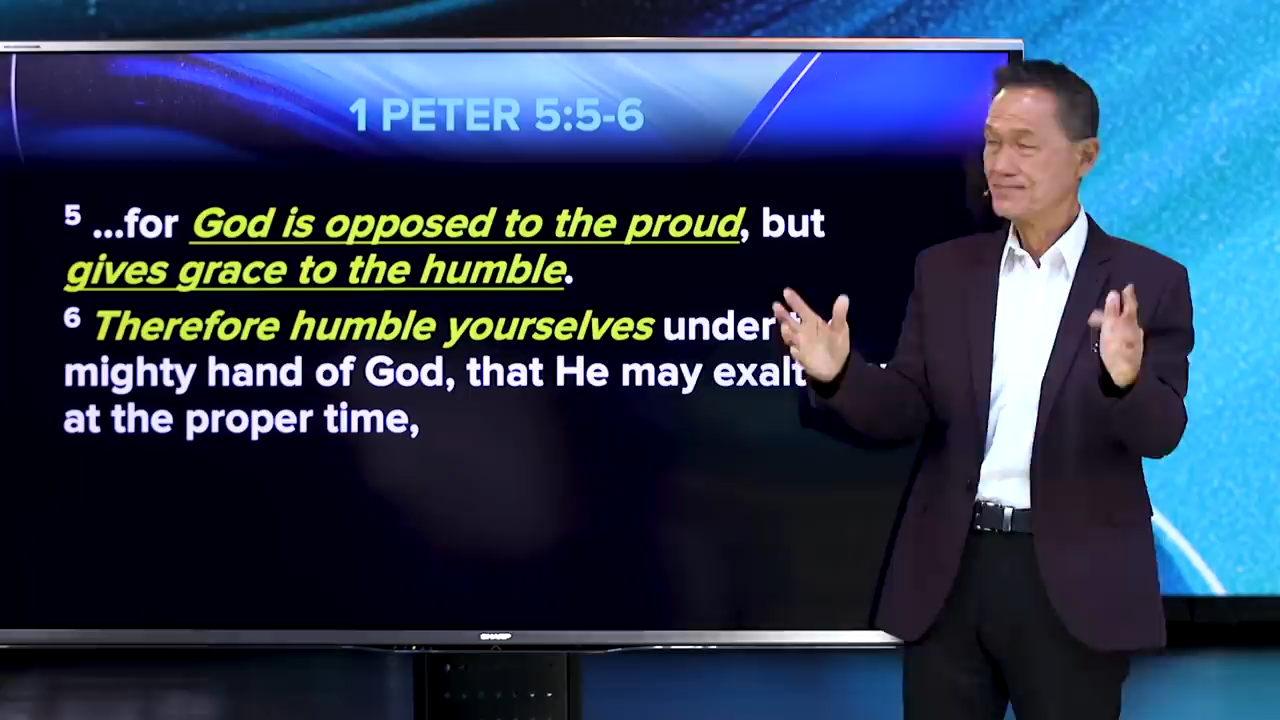 1 PETER 5:5-6
5 ...for God is opposed to the proud, but
gives grace to the humble.
6 Therefore humble yourselves under
mighty hand of God, that He may exalt
at the proper time,
SHARP